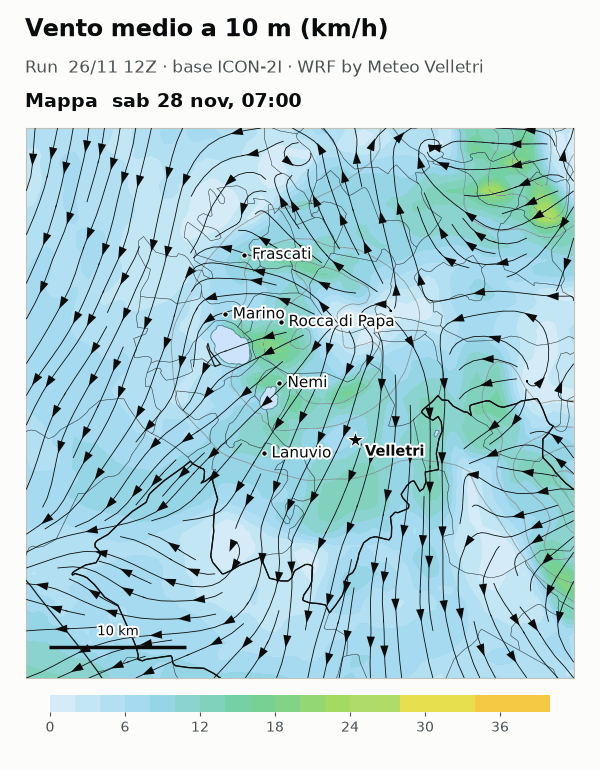 Vento medio a 10 m (km/h)
Run  26/11 12Z · base ICON-2I · WRF by Meteo Velletri
Mappa  sab 28 nov, 07:00
Frascati
Marino
Rocca di Papa
Nemi
Velletri
Lanuvio
10 km
0 6 12 18 24 30 36